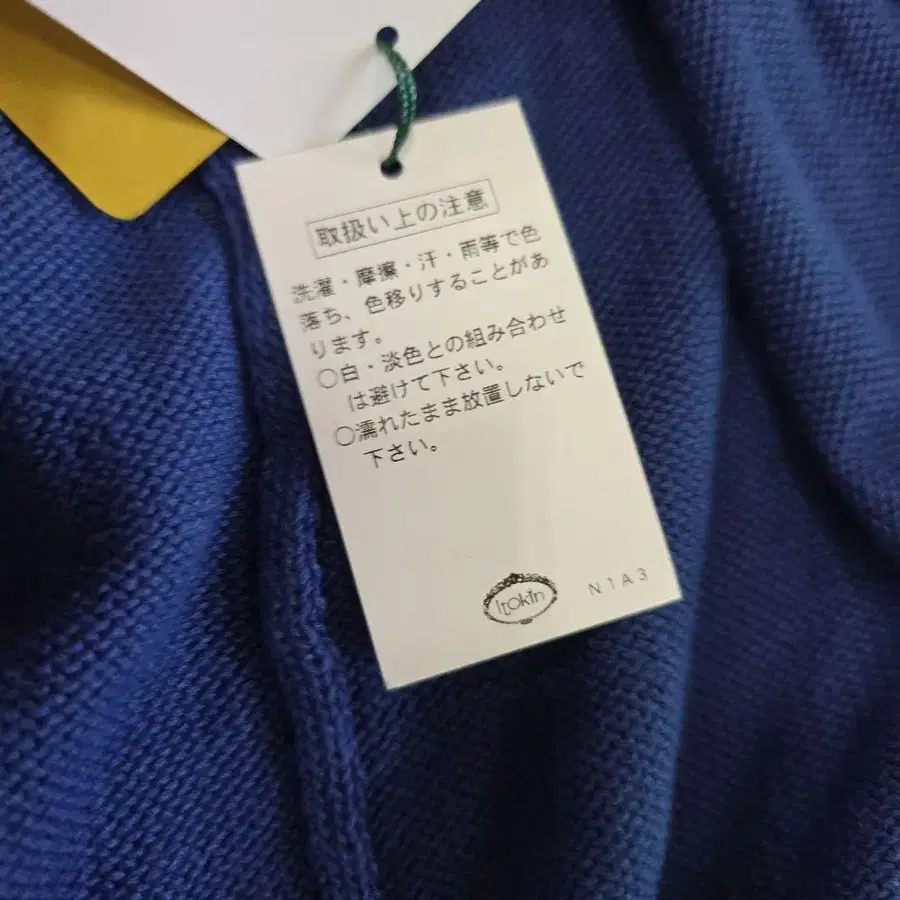 取扱い上の注意
洗濯・摩擦・汗・雨等で色
落ち、色移りすることがあ
ります。
○白・淡色との組み合わせ
は避けて下さい。
○濡れたまま放置しないで
下さい。
Itokin
N1A3